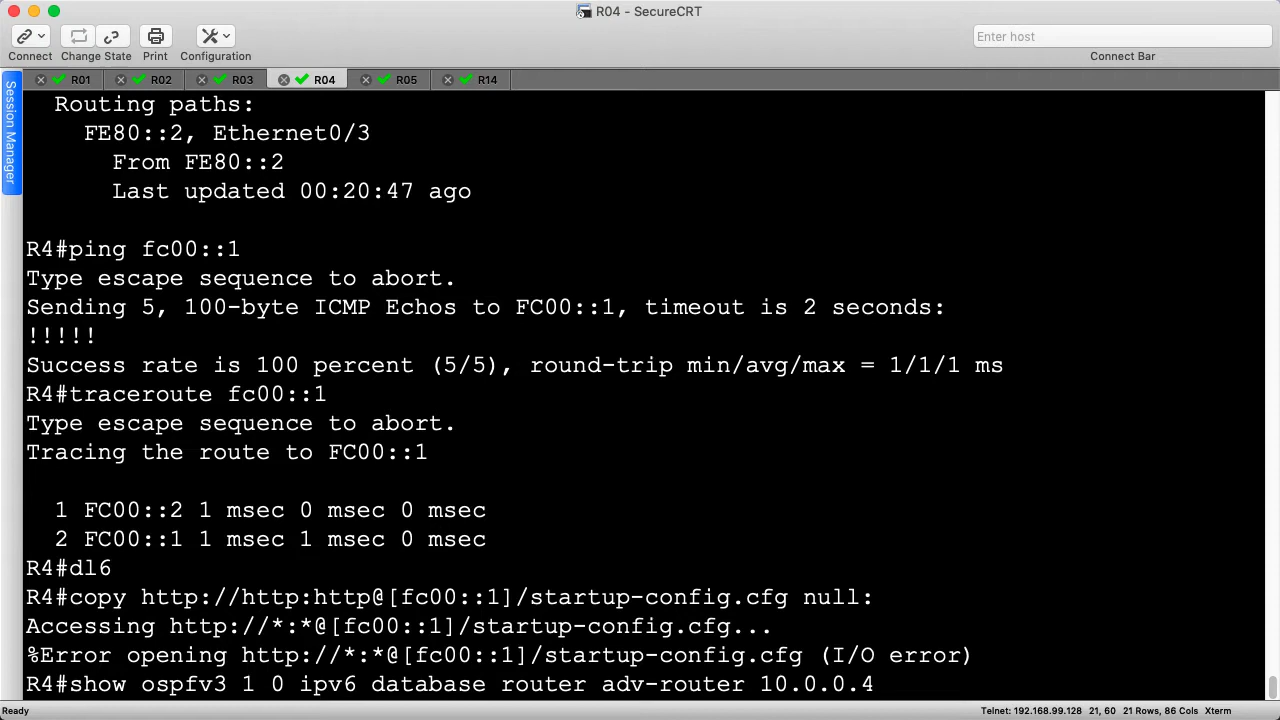 R04 - SecureCRT
Enter host
Connect Change State Print Configuration Connect Bar
R01 R02 R03 R04 R05 R14
Session Manager
Routing paths:
FE80::2, Ethernet0/3
From FE80::2
Last updated 00:20:47 ago
R4#ping fc00::1
Type escape sequence to abort.
Sending 5, 100-byte ICMP Echos to FC00::1, timeout is 2 seconds:
!!!!!
Success rate is 100 percent (5/5), round-trip min/avg/max = 1/1/1 ms
R4#traceroute fc00::1
Type escape sequence to abort.
Tracing the route to FC00::1
1 FC00::2 1 msec 0 msec 0 msec
2 FC00::1 1 msec 1 msec 0 msec
R4#dl6
R4#copy http://http:http@[fc00::1]/startup-config.cfg null:
Accessing http://*:*@[fc00::1]/startup-config.cfg...
%Error opening http://*:*@[fc00::1]/startup-config.cfg (I/O error)
R4#show ospfv3 1 0 ipv6 database router adv-router 10.0.0.4
Ready Telnet: 192.168.99.128 21, 60 21 Rows, 86 Cols Xterm